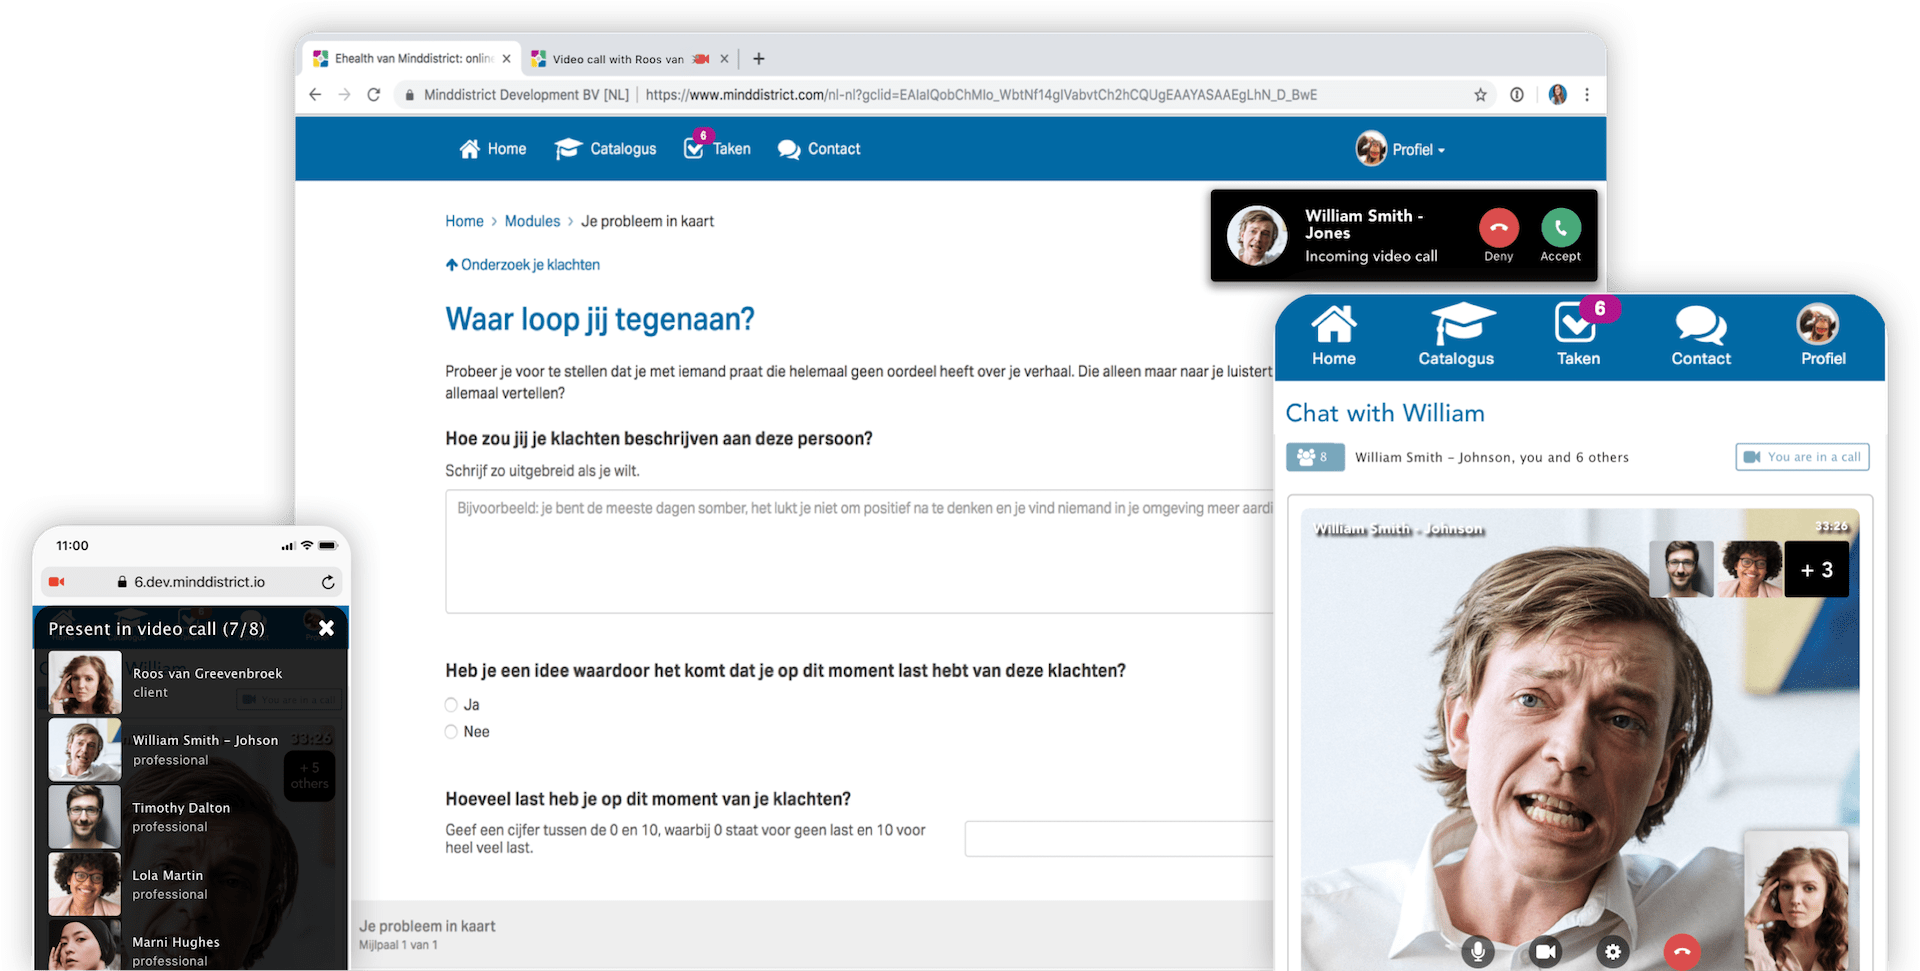 Ehealth van Minddistrict: online
Video call with Roos van
Minddistrict Development BV [NL] | https://www.minddistrict.com/nl-nl?gclid=EAIaIQobChMIo_WbtNf14gIVabvtCh2hCQUgEAAYASAAEgLhN_D_BwE
Home
Catalogus
6
Taken
Contact
Profiel
Home > Modules > Je probleem in kaart
Onderzoek je klachten
Waar loop jij tegenaan?
Probeer je voor te stellen dat je met iemand praat die helemaal geen oordeel heeft over je verhaal. Die alleen maar naar je luistert
allemaal vertellen?
Hoe zou jij je klachten beschrijven aan deze persoon?
Schrijf zo uitgebreid als je wilt.
Bijvoorbeeld: je bent de meeste dagen somber, het lukt je niet om positief na te denken en je vind niemand in je omgeving meer aardi
Heb je een idee waardoor het komt dat je op dit moment last hebt van deze klachten?
Ja
Nee
Hoeveel last heb je op dit moment van je klachten?
Geef een cijfer tussen de 0 en 10, waarbij 0 staat voor geen last en 10 voor
heel veel last.
Je probleem in kaart
Mijlpaal 1 van 1
William Smith -
Jones
Incoming video call
Deny
Accept
Home
Catalogus
6
Taken
Contact
Profiel
Chat with William
8
William Smith – Johnson, you and 6 others
You are in a call
William Smith - Johnson
33:26
+ 3
11:00
6.dev.minddistrict.io
Present in video call (7/8)
Roos van Greevenbroek
client
You are in a call
William Smith – Johson
professional
33:26
+ 5
others
Timothy Dalton
professional
Lola Martin
professional
Marni Hughes
professional